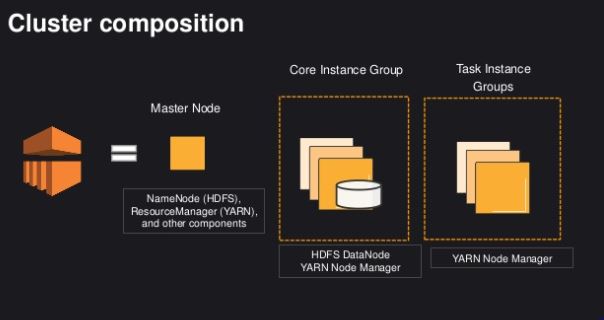 Cluster composition
Core Instance Group
Task Instance
Groups
Master Node
NameNode (HDFS),
ResourceManager (YARN),
and other components
HDFS DataNode
YARN Node Manager
YARN Node Manager